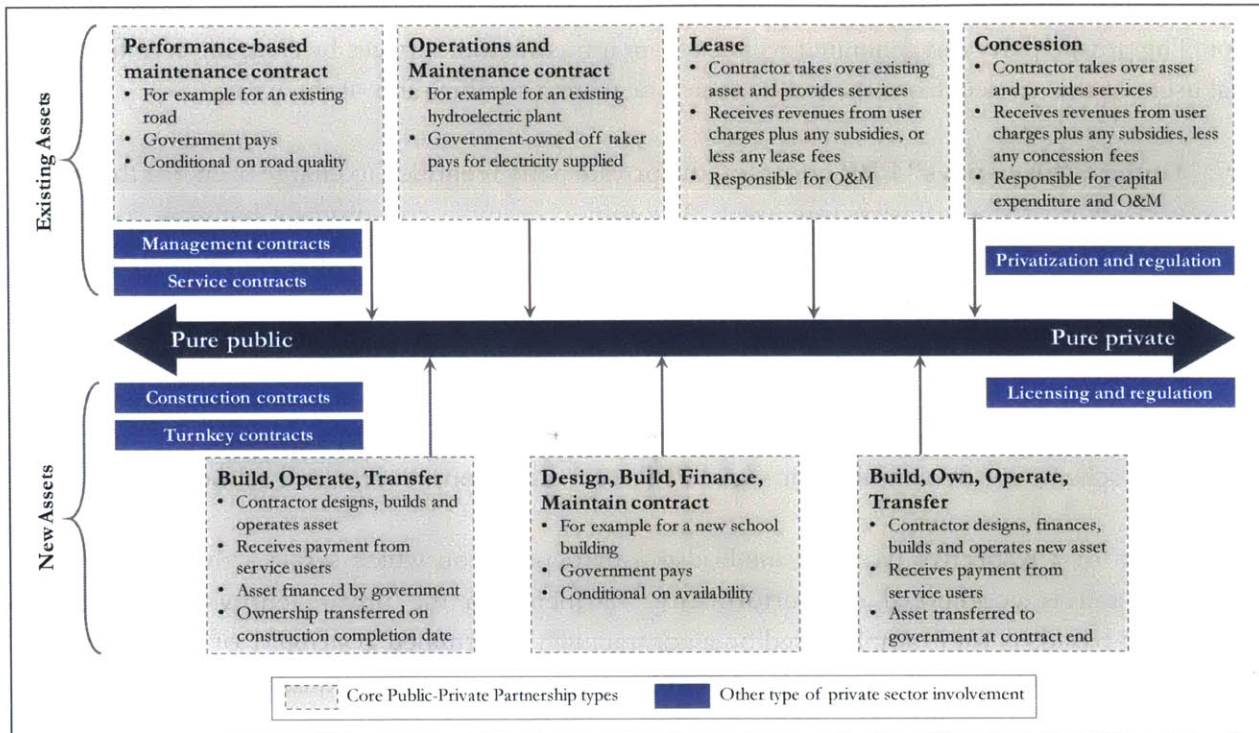 Existing Assets
Performance-based
maintenance contract
• For example for an existing
road
• Government pays
• Conditional on road quality
Operations and
Maintenance contract
• For example for an existing
hydroelectric plant
• Government-owned off taker
pays for electricity supplied
Lease
• Contractor takes over existing
asset and provides services
• Receives revenues from user
charges plus any subsidies, or
less any lease fees
• Responsible for O&M
Concession
• Contractor takes over asset
and provides services
• Receives revenues from user
charges plus any subsidies, less
any concession fees
• Responsible for capital
expenditure and O&M
Management contracts
Service contracts
Privatization and regulation
Pure public
Pure private
New Assets
Construction contracts
Turnkey contracts
Licensing and regulation
Build, Operate, Transfer
• Contractor designs, builds and
operates asset
• Receives payment from
service users
• Asset financed by government
• Ownership transferred on
construction completion date
Design, Build, Finance,
Maintain contract
• For example for a new school
building
• Government pays
• Conditional on availability
Build, Own, Operate,
Transfer
• Contractor designs, finances,
builds and operates new asset
• Receives payment from
service users
• Asset transferred to
government at contract end
Core Public-Private Partnership types
Other type of private sector involvement